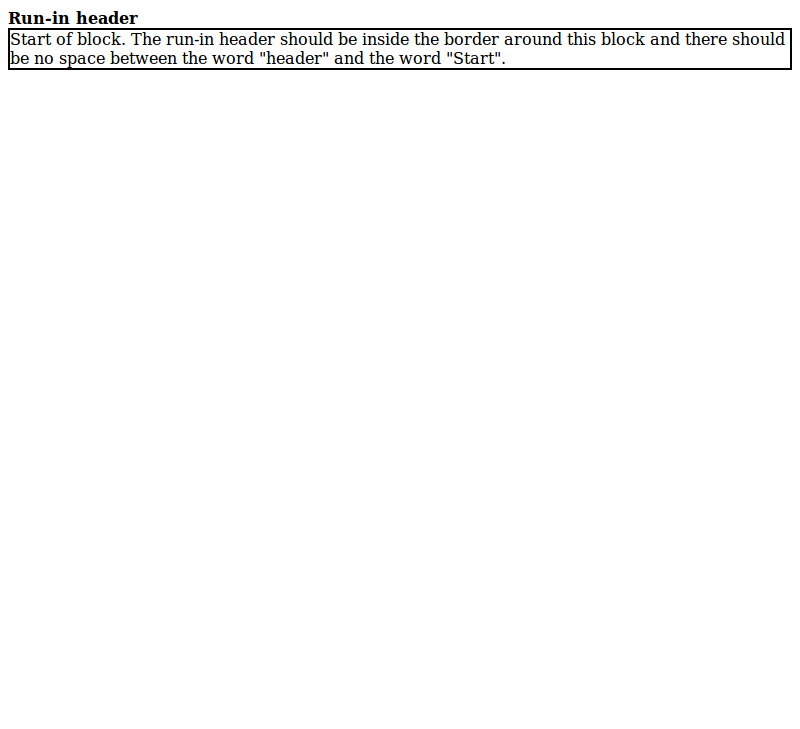 Run-in header
Start of block. The run-in header should be inside the border around this block and there should
be no space between the word "header" and the word "Start".